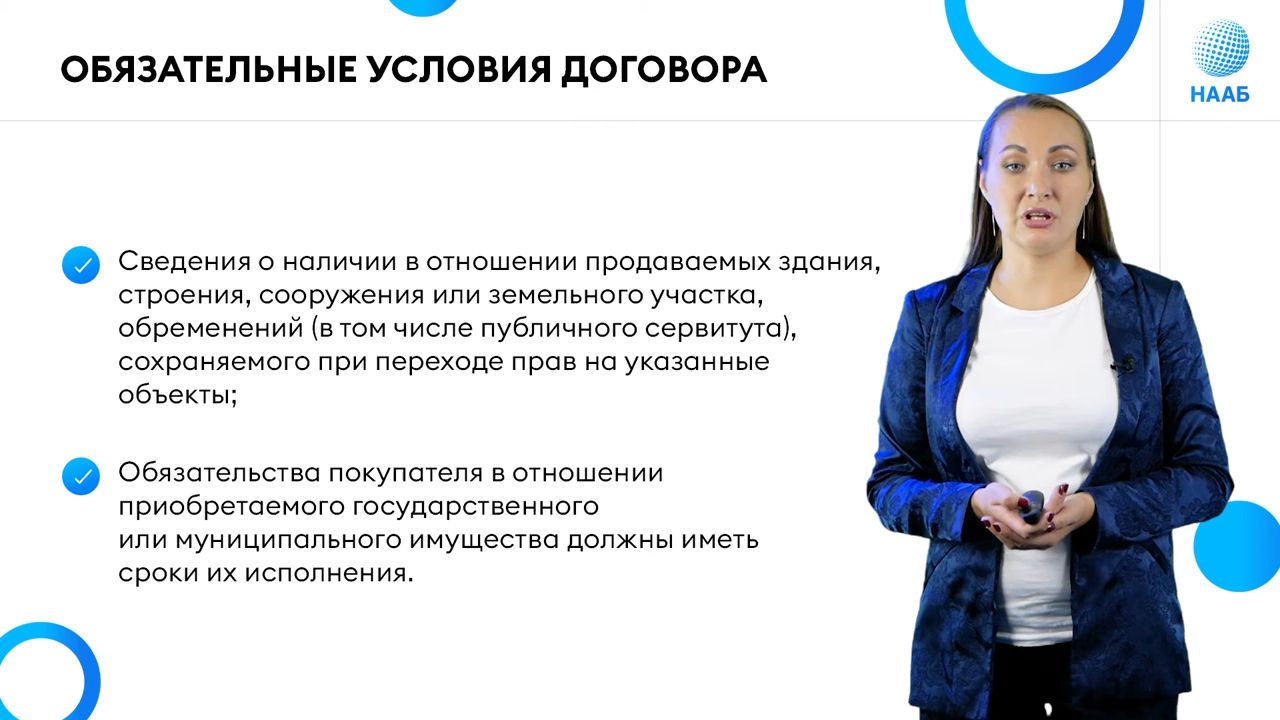 ОБЯЗАТЕЛЬНЫЕ УСЛОВИЯ ДОГОВОРА
НААБ
Сведения о наличии в отношении продаваемых здания,
строения, сооружения или земельного участка,
обременений (в том числе публичного сервитута),
сохраняемого при переходе прав на указанные
объекты;
Обязательства покупателя в отношении
приобретаемого государственного
или муниципального имущества должны иметь
сроки их исполнения.